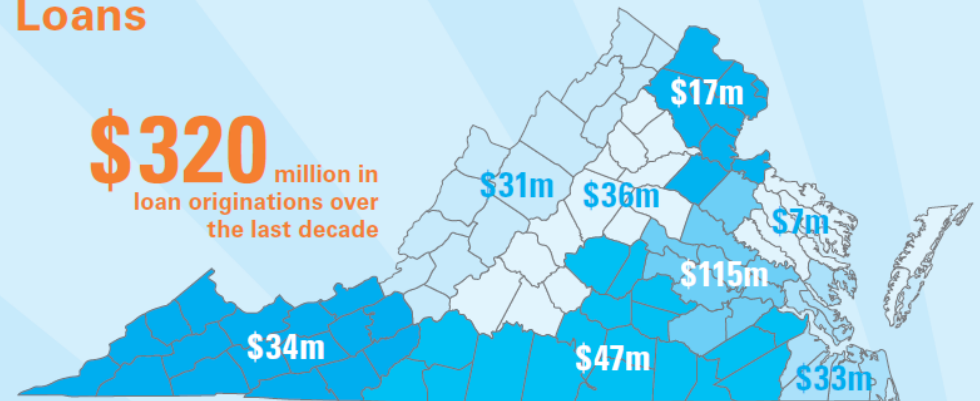 Loans
$320 million in
loan originations over
the last decade
$17m
$31m
$36m
$7m
$115m
$34m
$47m
$33m